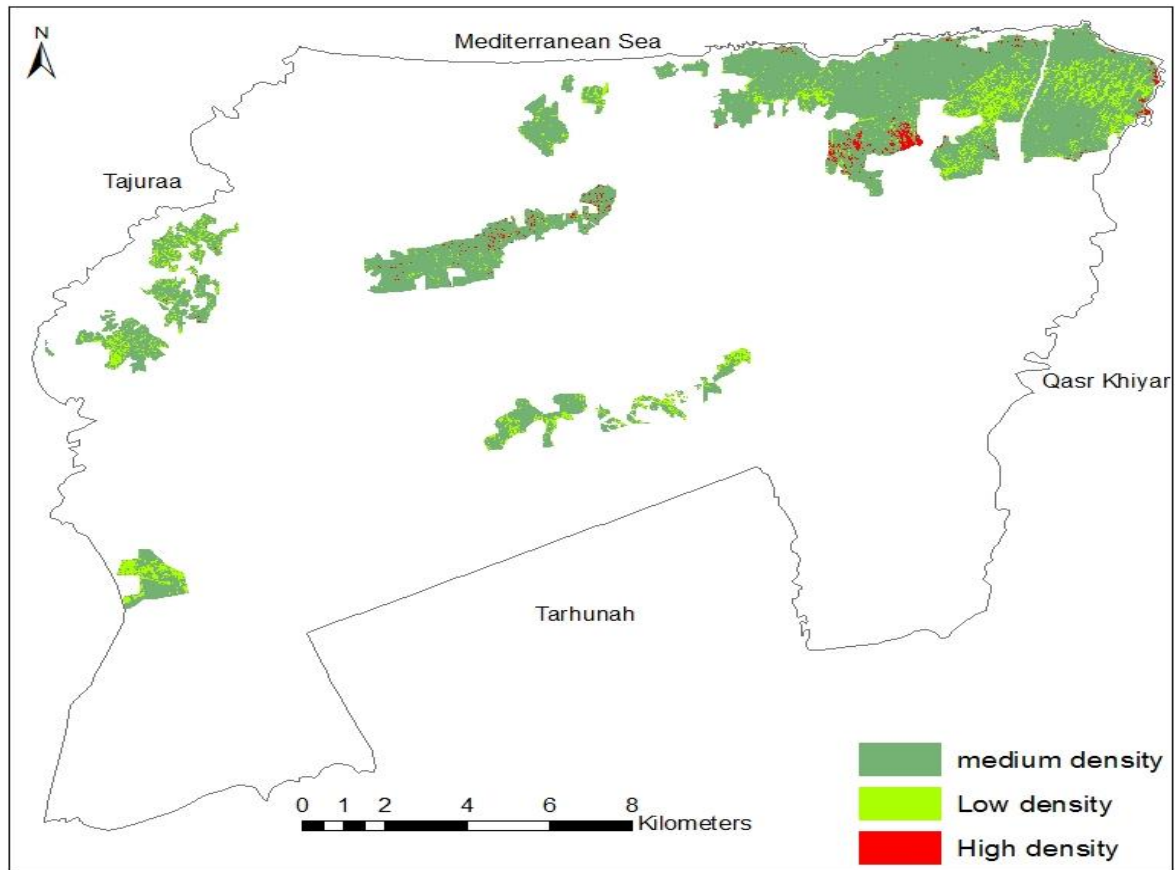 N
Mediterranean Sea
Tajuraa
Qasr Khiyar
Tarhunah
medium density
Low density
High density
0 1 2 4 6 8
Kilometers